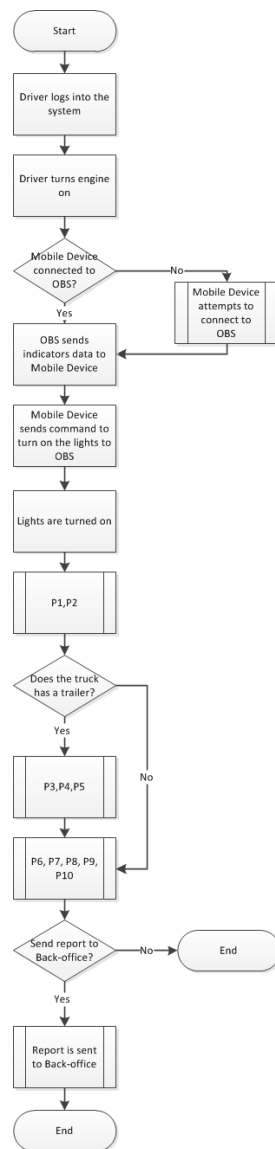 Start
Driver logs into the
system
Driver turns engine
on
Mobile Device
connected to
OBS?
No
Yes
Mobile Device
attempts to
connect to
OBS
OBS sends
indicators data to
Mobile Device
Mobile Device
sends command to
turn on the lights to
OBS
Lights are turned on
P1,P2
Does the truck
has a trailer?
Yes
No
P3,P4,P5
P6, P7, P8, P9,
P10
Send report to
Back-office?
No
End
Yes
Report is sent
to Back-office
End